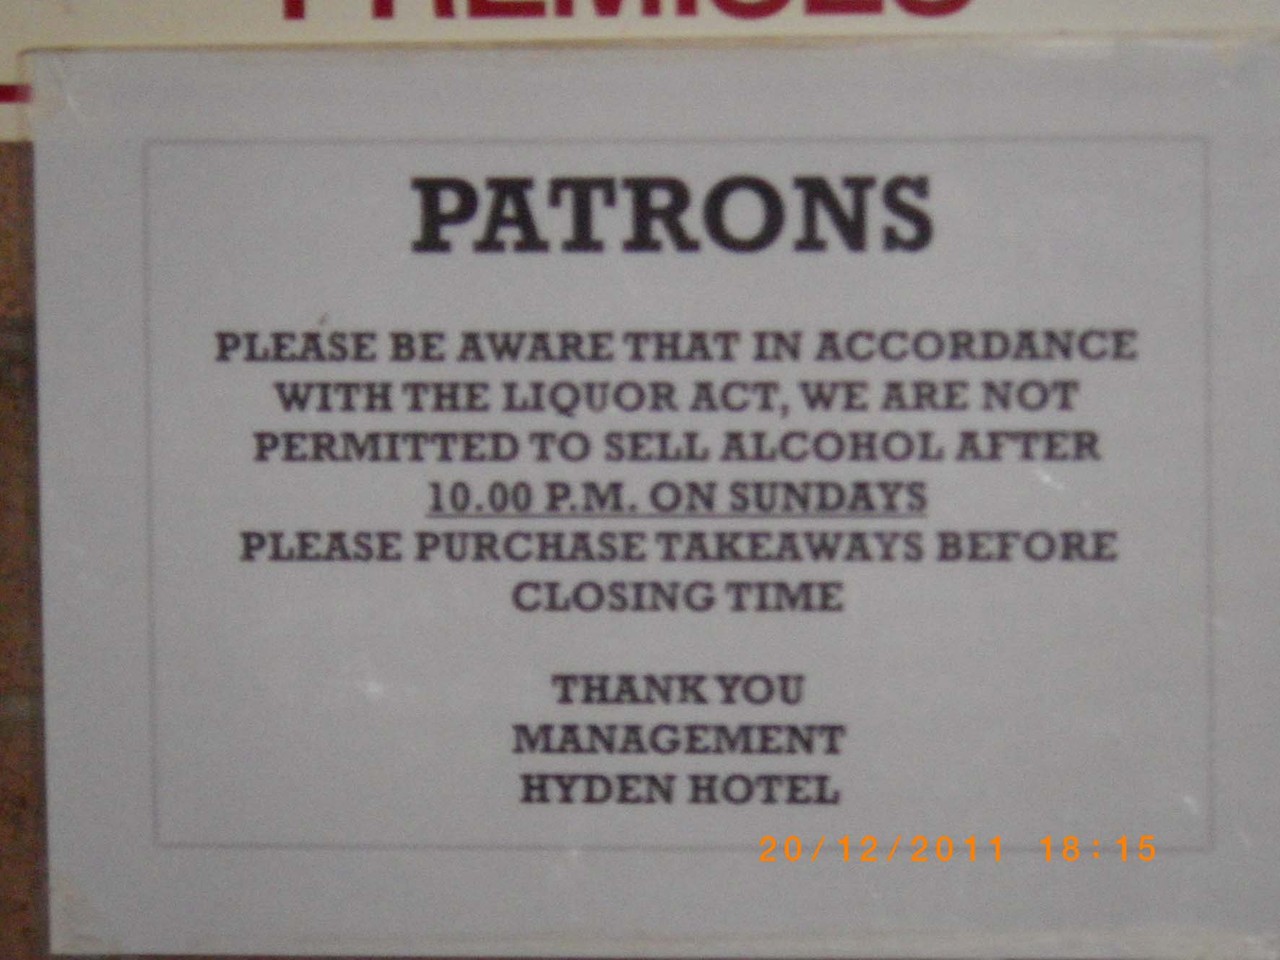 PREMISES
PATRONS
PLEASE BE AWARE THAT IN ACCORDANCE
WITH THE LIQUOR ACT, WE ARE NOT
PERMITTED TO SELL ALCOHOL AFTER
10.00 P.M. ON SUNDAYS
PLEASE PURCHASE TAKEAWAYS BEFORE
CLOSING TIME
THANK YOU
MANAGEMENT
HYDEN HOTEL
20/12/2011 18:15